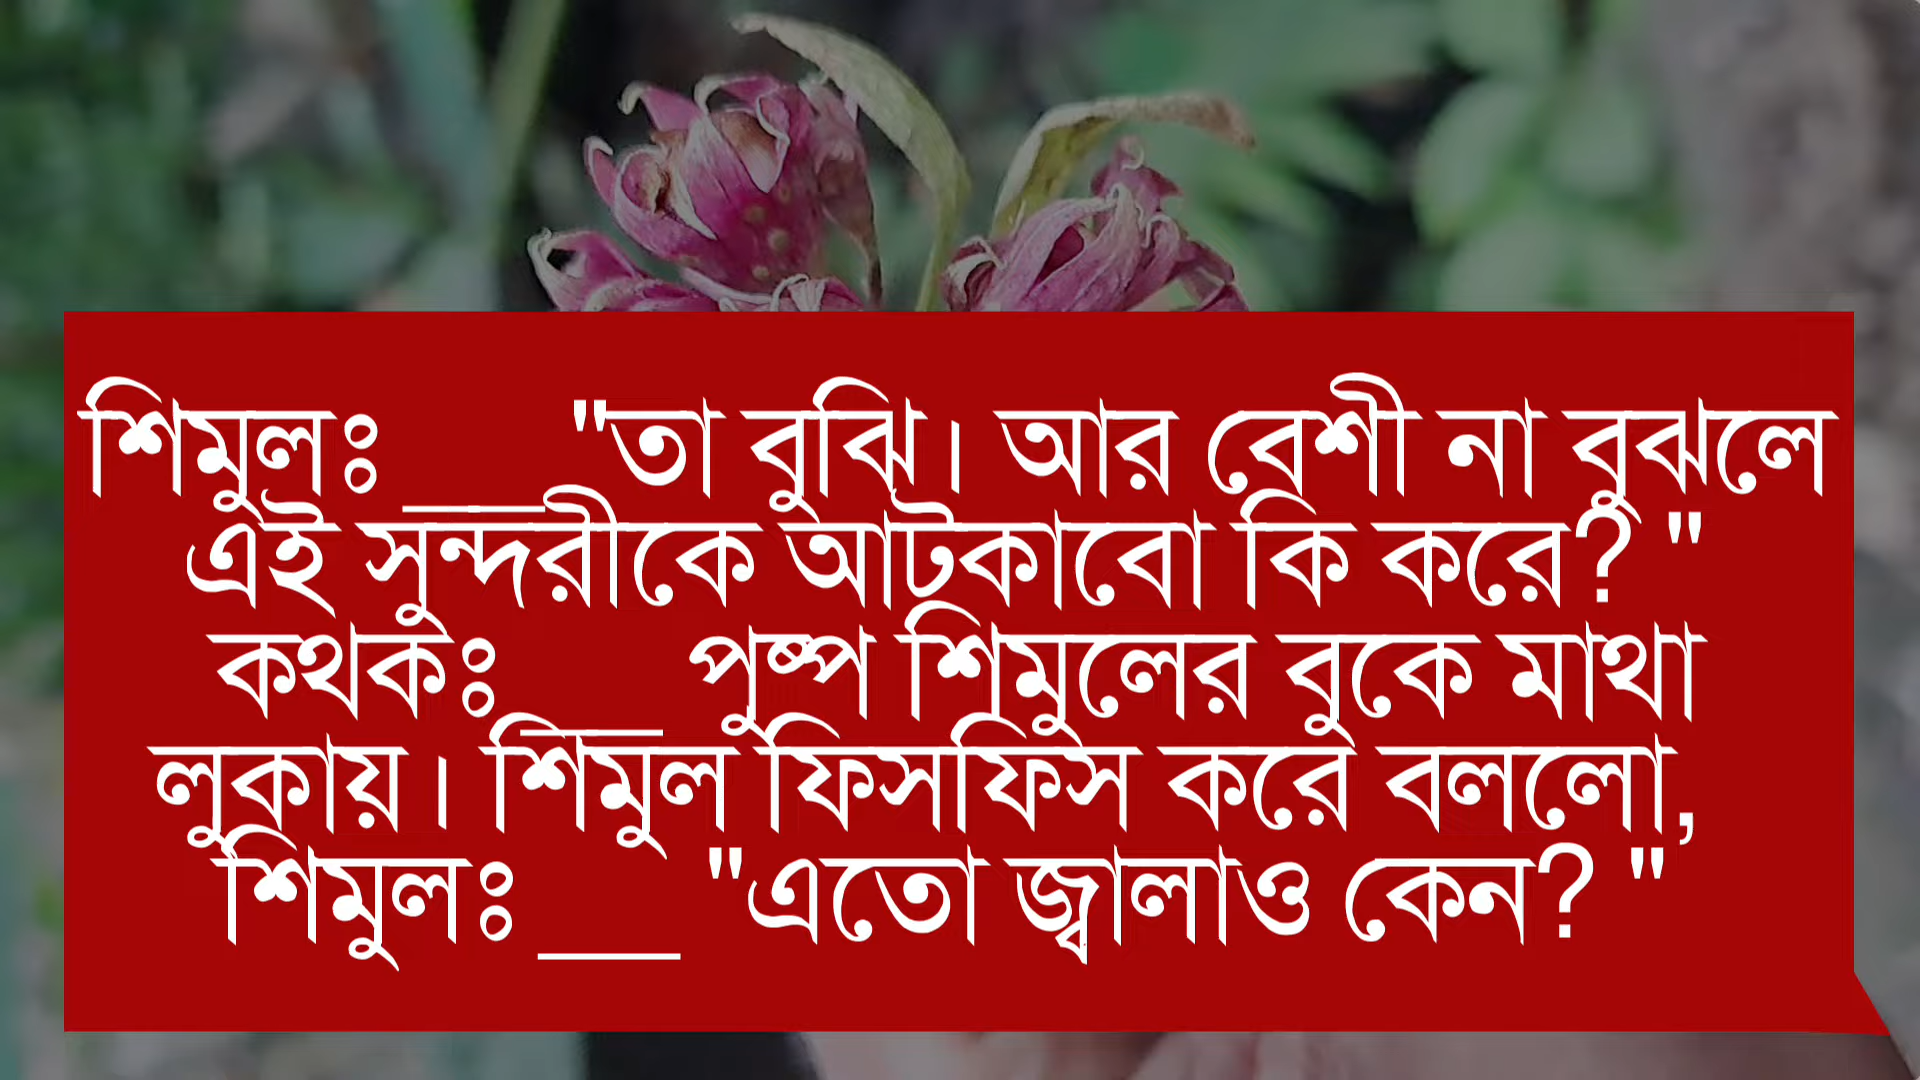 শিমুলঃ ___"তা বুঝি। আর বেশী না বুঝলে
এই সুন্দরীকে আটকাবো কি করে? "
কথকঃ ___ পুষ্প শিমুলের বুকে মাথা
লুকায়। শিমুল ফিসফিস করে বললো,
শিমুলঃ ___ "এতো জ্বালাও কেন? "